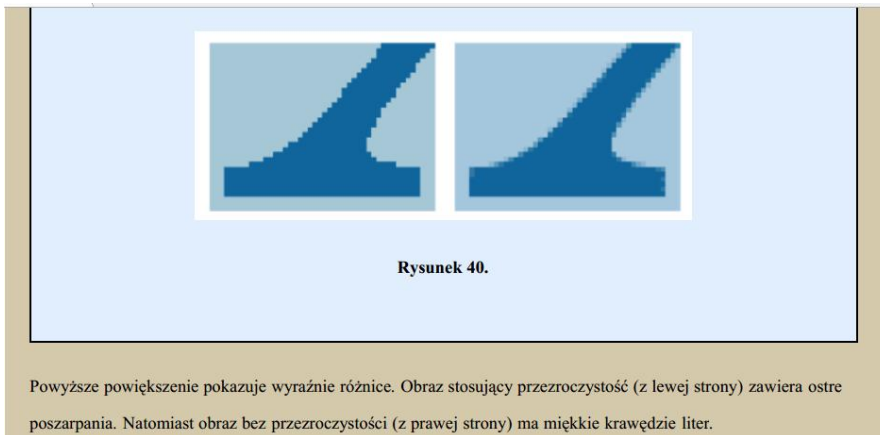 Rysunek 40.
Powyższe powiększenie pokazuje wyraźnie różnice. Obraz stosujący przezroczystość (z lewej strony) zawiera ostre
poszarpania. Natomiast obraz bez przezroczystości (z prawej strony) ma miękkie krawędzie liter.